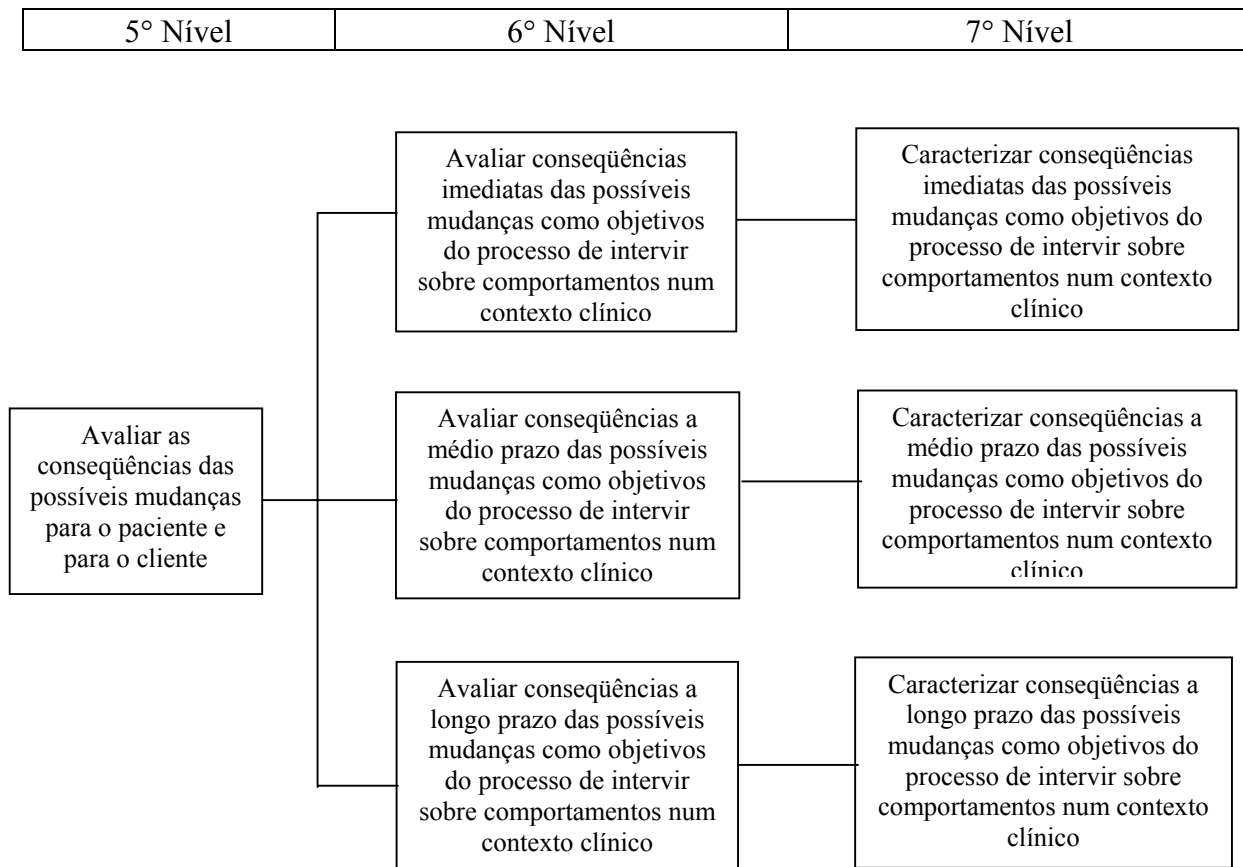 5° Nível
6° Nível
7° Nível
Avaliar as
conseqüências das
possíveis mudanças
para o paciente e
para o cliente
Avaliar conseqüências
imediatas das possíveis
mudanças como objetivos
do processo de intervir
sobre comportamentos num
contexto clínico
Caracterizar conseqüências
imediatas das possíveis
mudanças como objetivos do
processo de intervir sobre
comportamentos num contexto
clínico
Avaliar conseqüências a
médio prazo das possíveis
mudanças como objetivos
do processo de intervir
sobre comportamentos num
contexto clínico
Caracterizar conseqüências a
médio prazo das possíveis
mudanças como objetivos do
processo de intervir sobre
comportamentos num contexto
clínico
Avaliar conseqüências a
longo prazo das possíveis
mudanças como objetivos
do processo de intervir
sobre comportamentos num
contexto clínico
Caracterizar conseqüências a
longo prazo das possíveis
mudanças como objetivos do
processo de intervir sobre
comportamentos num contexto
clínico